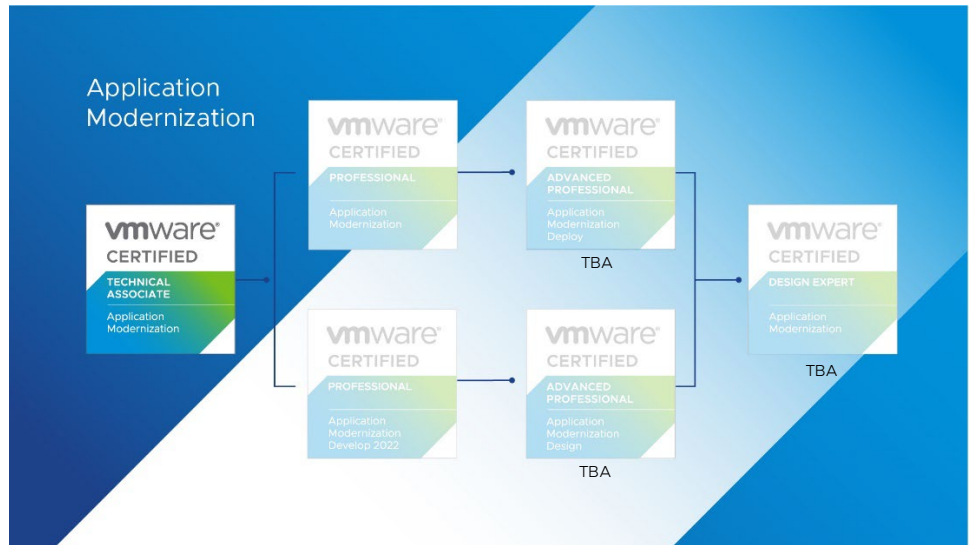 Application
Modernization
vmware®
CERTIFIED
TECHNICAL
ASSOCIATE
Application
Modernization
vmware®
CERTIFIED
PROFESSIONAL
Application
Modernization
vmware®
CERTIFIED
PROFESSIONAL
Application
Modernization
Develop 2022
vmware®
CERTIFIED
ADVANCED
PROFESSIONAL
Application
Modernization
Deploy
TBA
vmware®
CERTIFIED
ADVANCED
PROFESSIONAL
Application
Modernization
Design
TBA
vmware®
CERTIFIED
DESIGN EXPERT
Application
Modernization
TBA